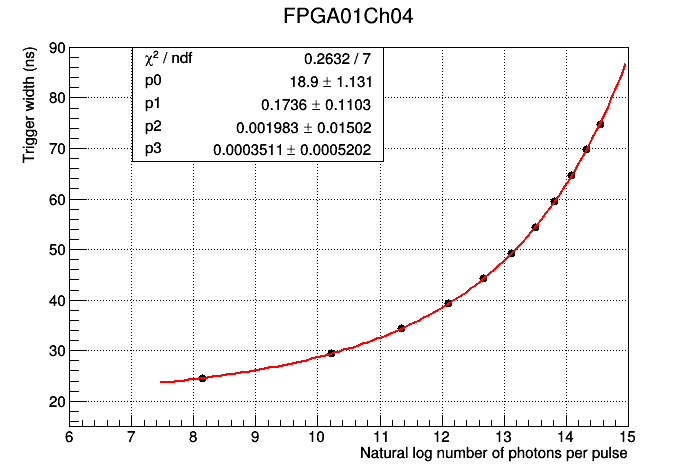 FPGA01Ch04
Trigger width (ns)
90
80
70
60
50
40
30
20
χ² / ndf 0.2632 / 7
p0 18.9 ± 1.131
p1 0.1736 ± 0.1103
p2 0.001983 ± 0.01502
p3 0.0003511 ± 0.0005202
6 7 8 9 10 11 12 13 14 15
Natural log number of photons per pulse